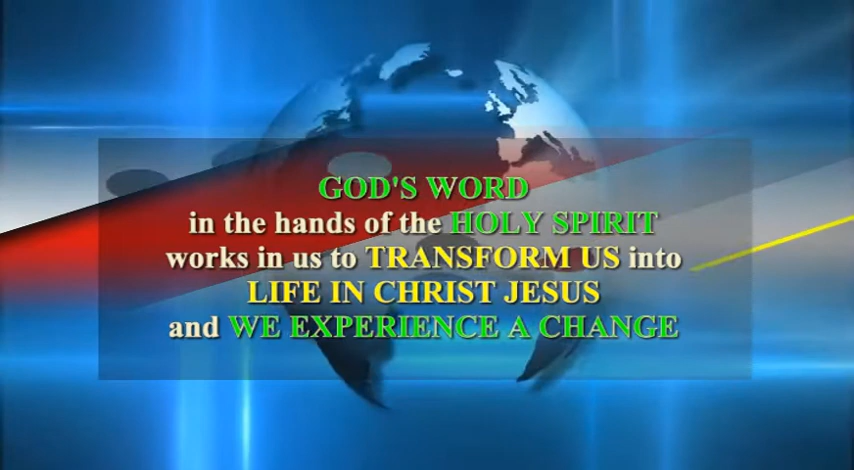 GOD'S WORD
in the hands of the HOLY SPIRIT
works in us to TRANSFORM US into
LIFE IN CHRIST JESUS
and WE EXPERIENCE A CHANGE